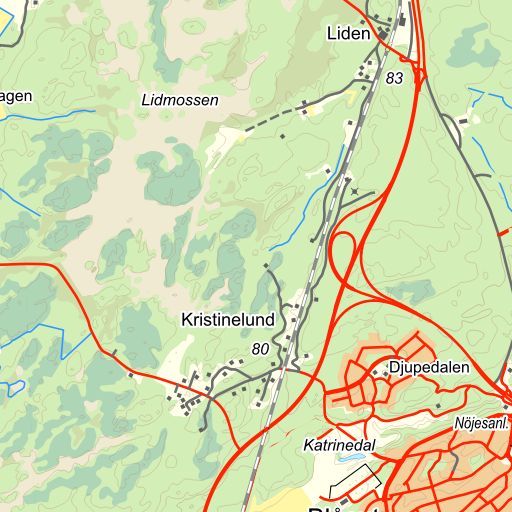 Liden
83
agen
Lidmossen
Kristinelund
80
Djupedalen
Nöjesanl.
Katrinedal